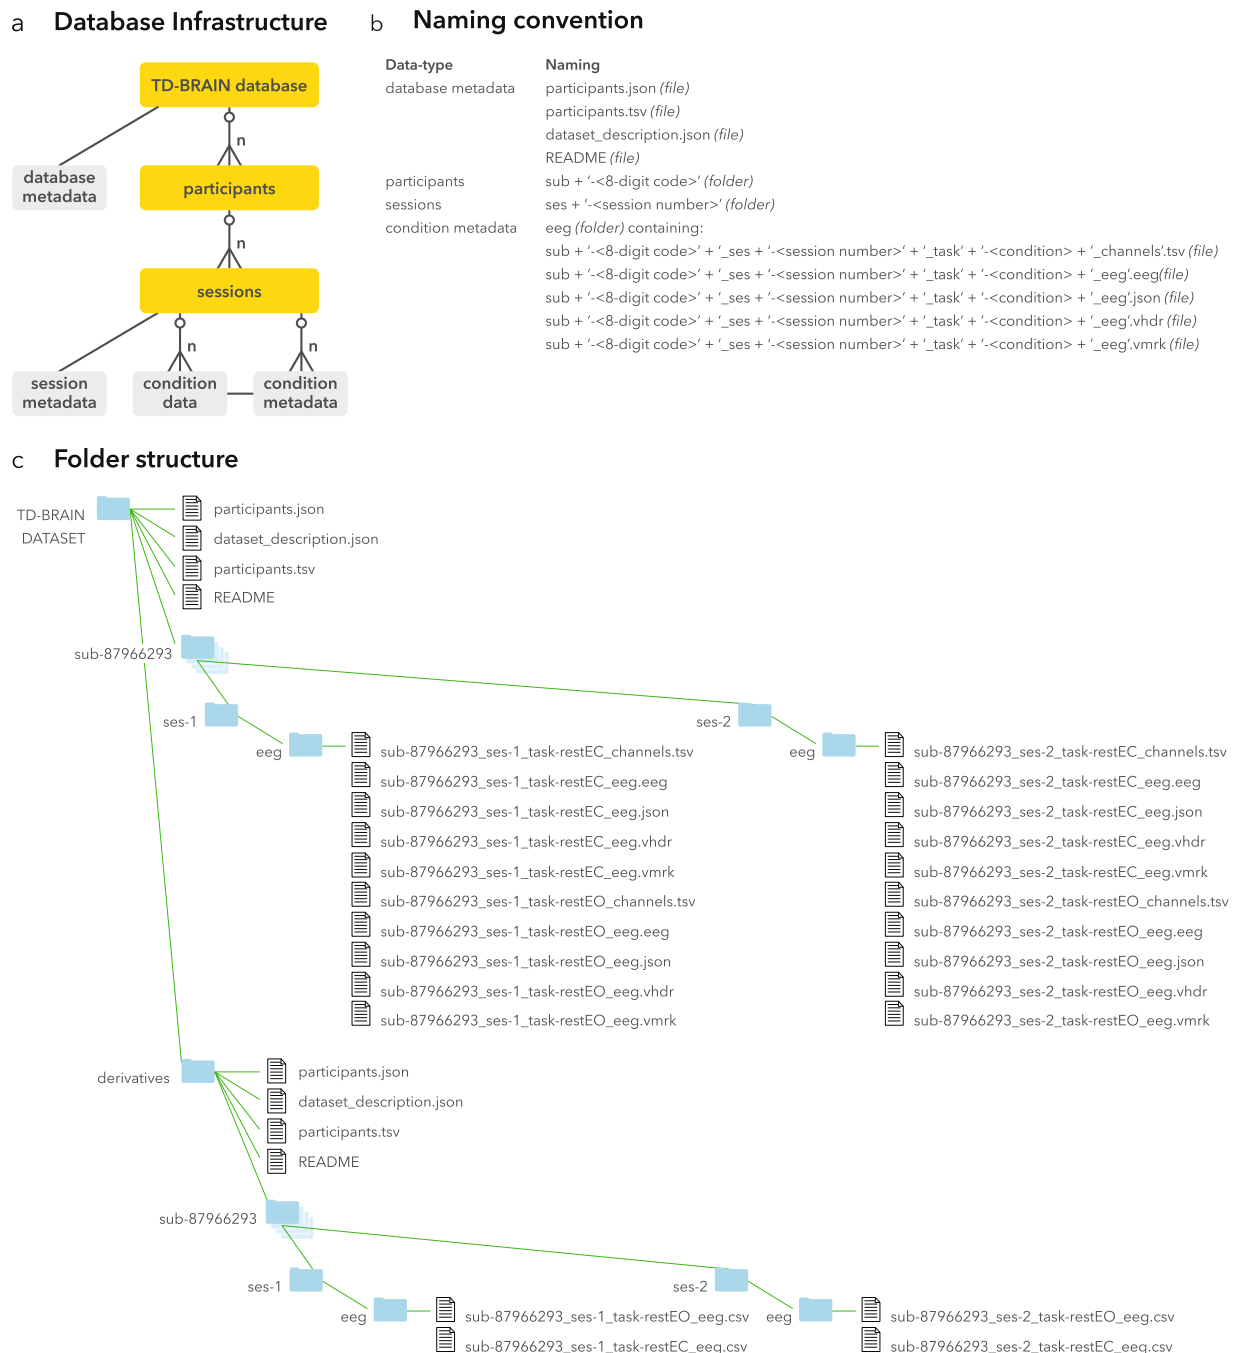 a Database Infrastructure
TD-BRAIN database
n
database
metadata
participants
n
sessions
n
n
session
metadata
condition
data
condition
metadata
b Naming convention
Data-type Naming
database metadata participants.json (file)
participants.tsv (file)
dataset_description.json (file)
README (file)
participants sub + ‘-<8-digit code>’ (folder)
sessions ses + ‘-<session number>’ (folder)
condition metadata eeg (folder) containing:
sub + ‘-<8-digit code>’ + ‘_ses + ‘-<session number>’ + ‘_task’ + ‘-<condition> + ‘_channels’.tsv (file)
sub + ‘-<8-digit code>’ + ‘_ses + ‘-<session number>’ + ‘_task’ + ‘-<condition> + ‘_eeg’.eeg(file)
sub + ‘-<8-digit code>’ + ‘_ses + ‘-<session number>’ + ‘_task’ + ‘-<condition> + ‘_eeg’.json (file)
sub + ‘-<8-digit code>’ + ‘_ses + ‘-<session number>’ + ‘_task’ + ‘-<condition> + ‘_eeg’.vhdr (file)
sub + ‘-<8-digit code>’ + ‘_ses + ‘-<session number>’ + ‘_task’ + ‘-<condition> + ‘_eeg’.vmrk (file)
c Folder structure
TD-BRAIN
DATASET
participants.json
dataset_description.json
participants.tsv
README
sub-87966293
ses-1
eeg
sub-87966293_ses-1_task-restEC_channels.tsv
sub-87966293_ses-1_task-restEC_eeg.eeg
sub-87966293_ses-1_task-restEC_eeg.json
sub-87966293_ses-1_task-restEC_eeg.vhdr
sub-87966293_ses-1_task-restEC_eeg.vmrk
sub-87966293_ses-1_task-restEO_channels.tsv
sub-87966293_ses-1_task-restEO_eeg.eeg
sub-87966293_ses-1_task-restEO_eeg.json
sub-87966293_ses-1_task-restEO_eeg.vhdr
sub-87966293_ses-1_task-restEO_eeg.vmrk
ses-2
eeg
sub-87966293_ses-2_task-restEC_channels.tsv
sub-87966293_ses-2_task-restEC_eeg.eeg
sub-87966293_ses-2_task-restEC_eeg.json
sub-87966293_ses-2_task-restEC_eeg.vhdr
sub-87966293_ses-2_task-restEC_eeg.vmrk
sub-87966293_ses-2_task-restEO_channels.tsv
sub-87966293_ses-2_task-restEO_eeg.eeg
sub-87966293_ses-2_task-restEO_eeg.json
sub-87966293_ses-2_task-restEO_eeg.vhdr
sub-87966293_ses-2_task-restEO_eeg.vmrk
derivatives
participants.json
dataset_description.json
participants.tsv
README
sub-87966293
ses-1
eeg
sub-87966293_ses-1_task-restEO_eeg.csv
sub-87966293_ses-1_task-restEC_eeg.csv
ses-2
eeg
sub-87966293_ses-2_task-restEO_eeg.csv
sub-87966293_ses-2_task-restEC_eeg.csv